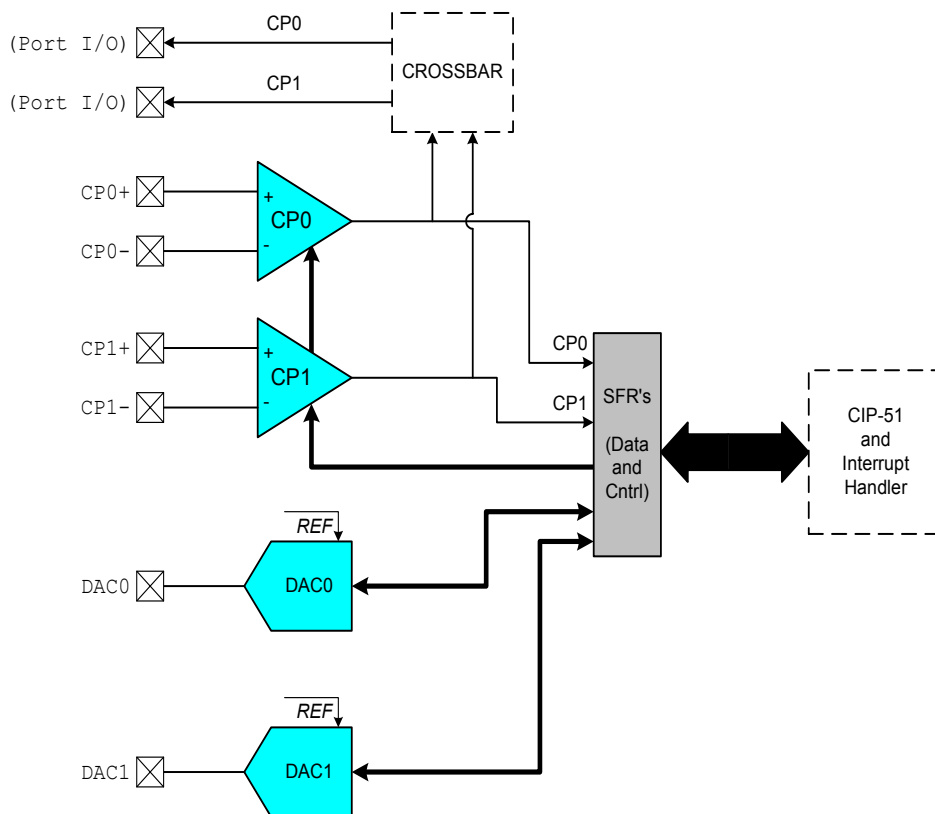 (Port I/O)
CP0
(Port I/O)
CP1
CROSSBAR
CP0+
CP0-
+
-
CP0
CP1+
CP1-
+
-
CP1
CP0
CP1
SFR's
(Data
and
Cntrl)
CIP-51
and
Interrupt
Handler
REF
DAC0
DAC0
REF
DAC1
DAC1